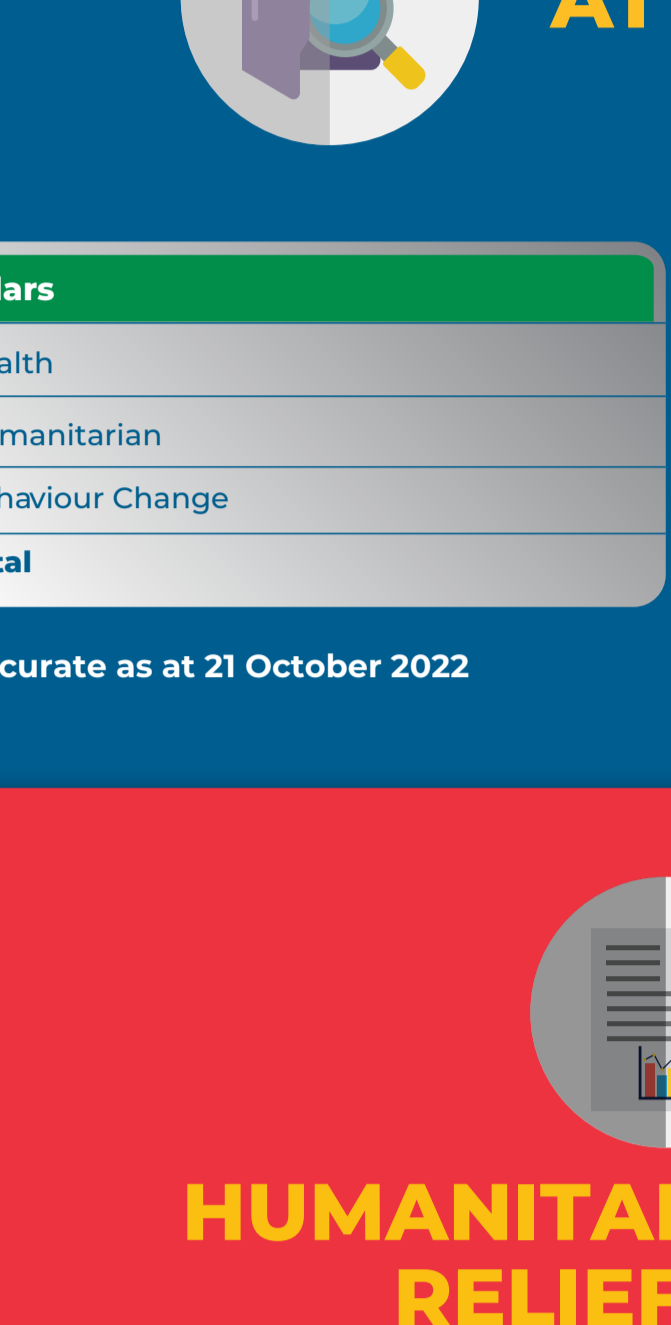 AT
lars
alth
manitarian
haviour Change
tal
curate as at 21 October 2022
HUMANITA
RELIEF